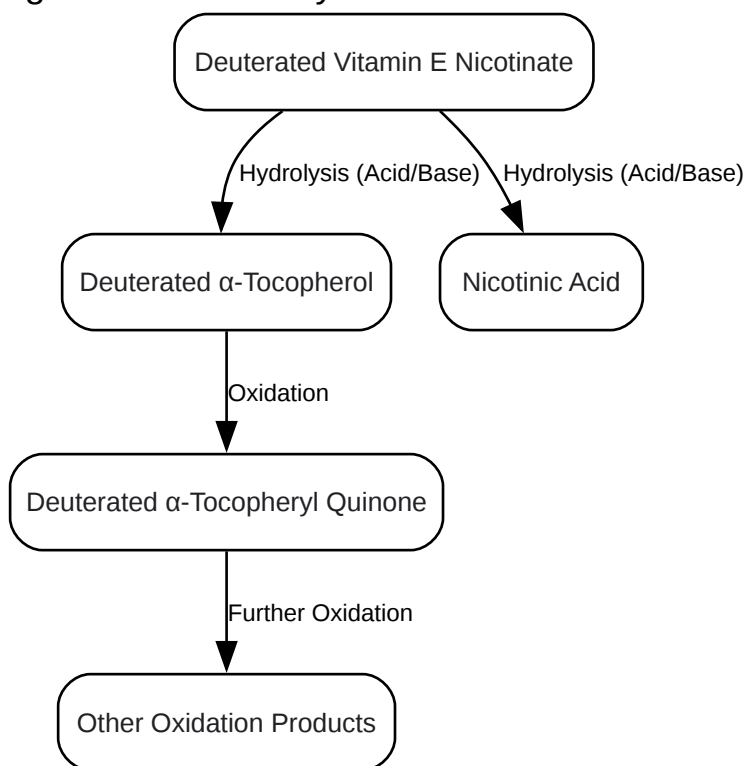 Deuterated Vitamin E Nicotinate
Hydrolysis (Acid/Base)
Hydrolysis (Acid/Base)
Deuterated α-Tocopherol
Nicotinic Acid
Oxidation
Deuterated α-Tocopheryl Quinone
Further Oxidation
Other Oxidation Products